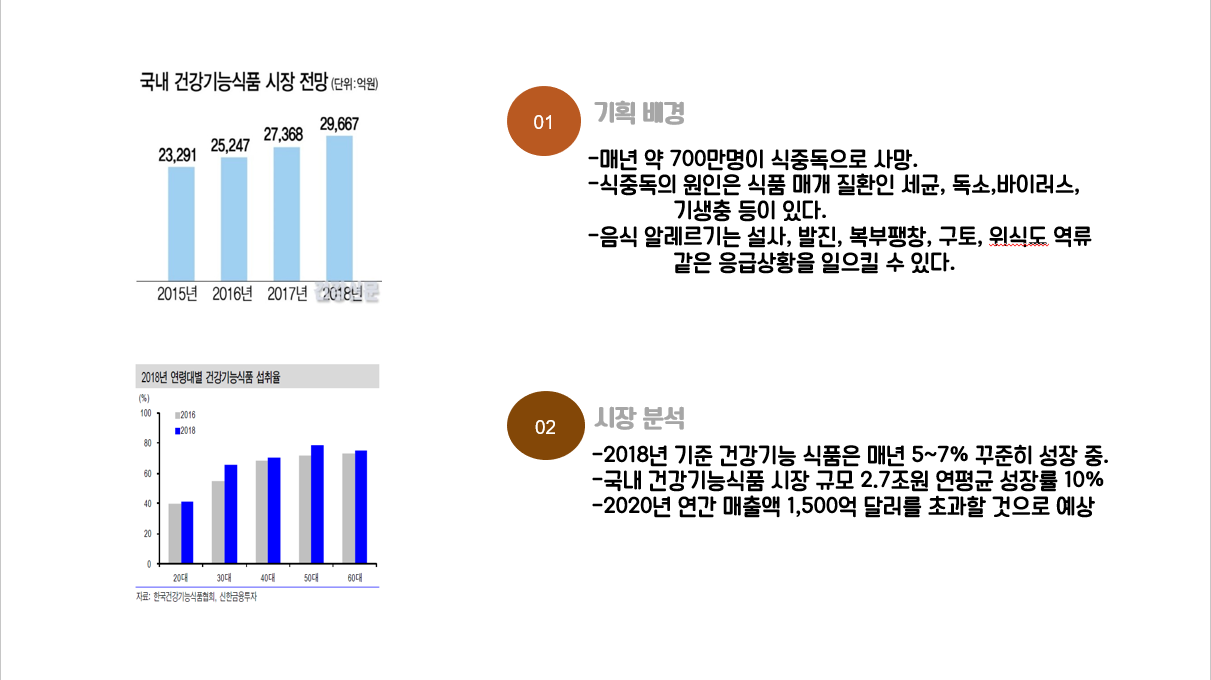 국내 건강기능식품 시장 전망 (단위:억원)
23,291
25,247
27,368
29,667
2015년
2016년
2017년
2018년
2018년 연령대별 건강기능식품 섭취율
(%)
100
80
60
40
20
0
2016
2018
20대
30대
40대
50대
60대
자료: 한국건강기능식품협회, 신한금융투자
01
기획 배경
-매년 약 700만명이 식중독으로 사망.
-식중독의 원인은 식품 매개 질환인 세균, 독소,바이러스,
기생충 등이 있다.
-음식 알레르기는 설사, 발진, 복부팽창, 구토, 위식도 역류
같은 응급상황을 일으킬 수 있다.
02
시장 분석
-2018년 기준 건강기능 식품은 매년 5~7% 꾸준히 성장 중.
-국내 건강기능식품 시장 규모 2.7조원 연평균 성장률 10%
-2020년 연간 매출액 1,500억 달러를 초과할 것으로 예상